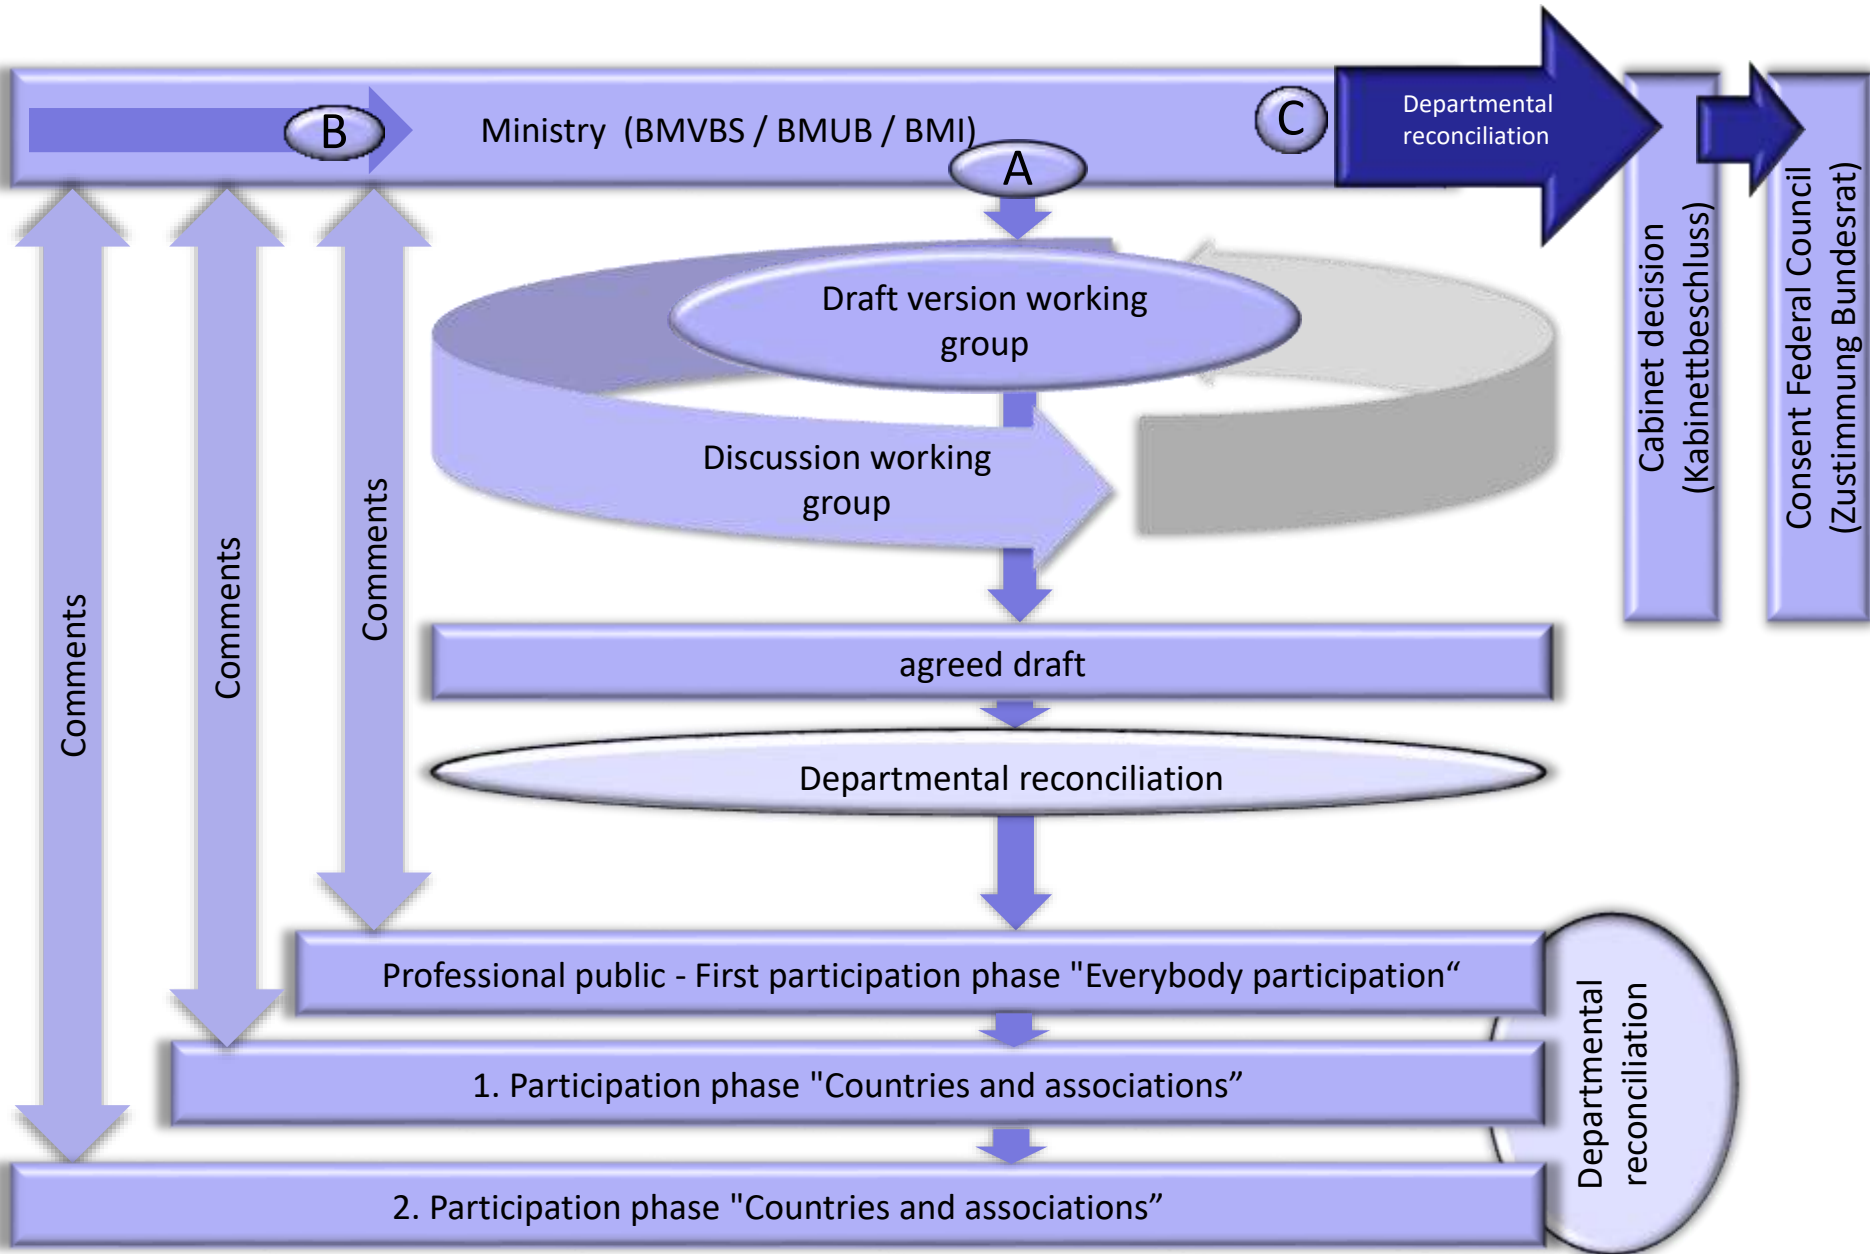 B
Ministry (BMVBS / BMUB / BMI)
A
C
Departmental
reconciliation
Cabinet decision
(Kabinettbeschluss)
Consent Federal Council
(Zustimmung Bundesrat)
Draft version working
group
Discussion working
group
Comments
Comments
Comments
agreed draft
Departmental reconciliation
Professional public - First participation phase "Everybody participation“
1. Participation phase "Countries and associations”
2. Participation phase "Countries and associations”
Departmental
reconciliation